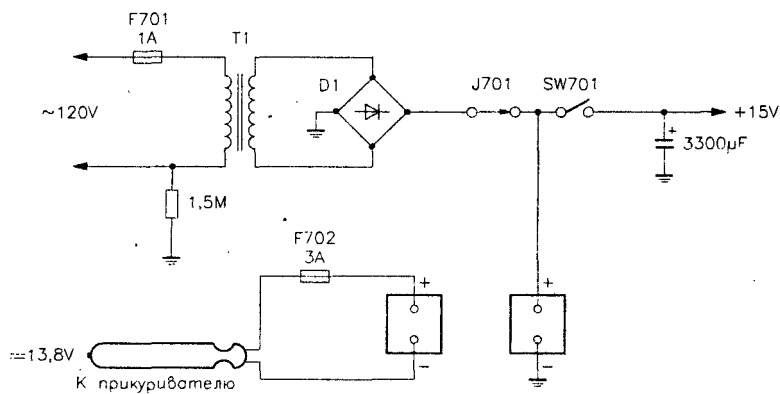 F701
1A
T1
D1
J701
SW701
~120V
+15V
+
3300µF
1,5M
F702
3A
+
+
=13,8V
−
−
К прикуривателю